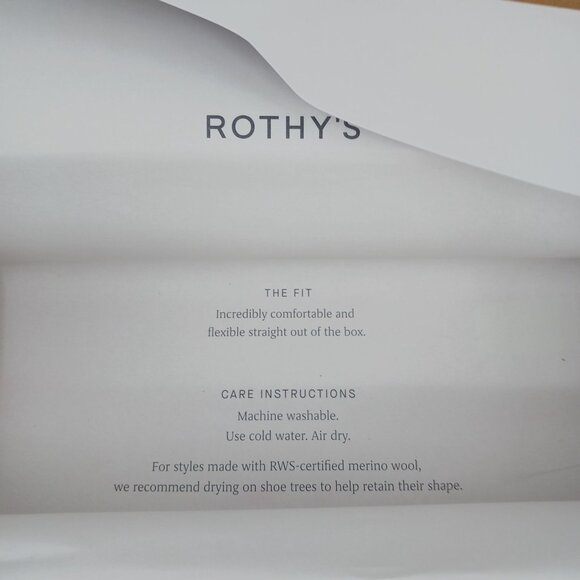 ROTHY'S
THE FIT
Incredibly comfortable and
flexible straight out of the box.
CARE INSTRUCTIONS
Machine washable.
Use cold water. Air dry.
For styles made with RWS-certified merino wool,
we recommend drying on shoe trees to help retain their shape.